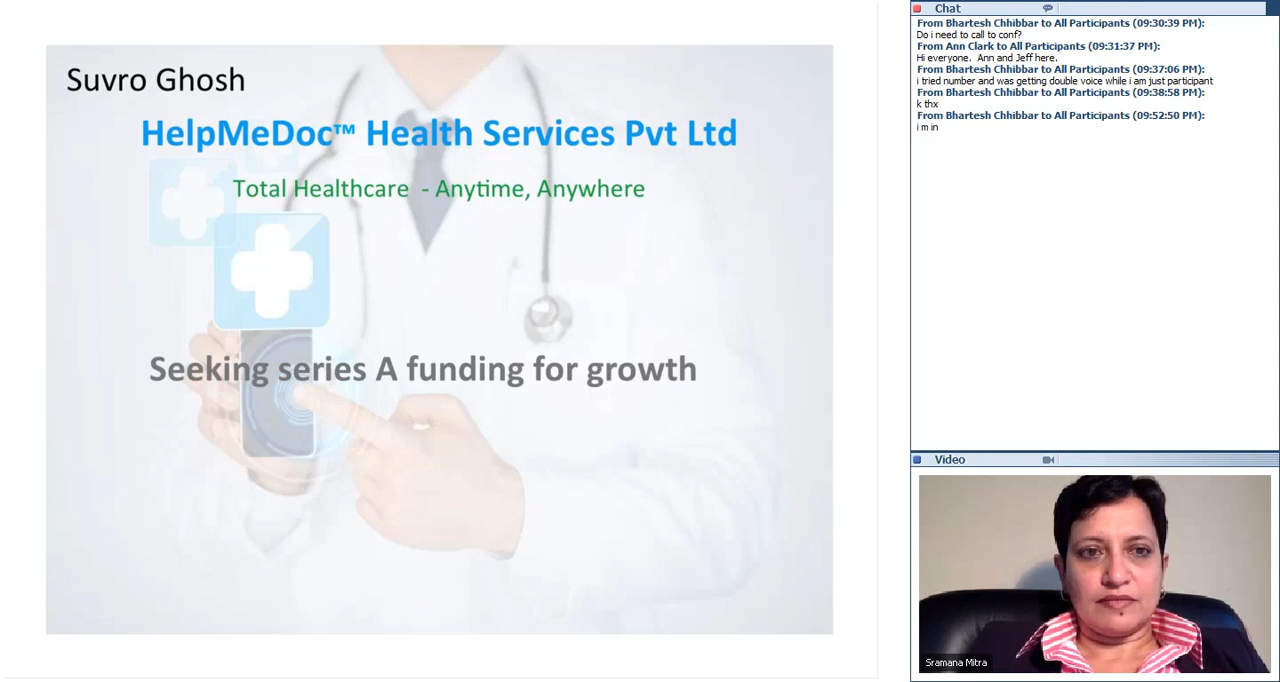 Suvro Ghosh
HelpMeDoc™ Health Services Pvt Ltd
Total Healthcare - Anytime, Anywhere
Seeking series A funding for growth
Chat
From Bhartesh Chhibbar to All Participants (09:30:39 PM):
Do i need to call to conf?
From Ann Clark to All Participants (09:31:37 PM):
Hi everyone. Ann and Jeff here.
From Bhartesh Chhibbar to All Participants (09:37:06 PM):
i tried number and was getting double voice while i am just participant
From Bhartesh Chhibbar to All Participants (09:38:58 PM):
k thx
From Bhartesh Chhibbar to All Participants (09:52:50 PM):
i m in
Video
Sramana Mitra